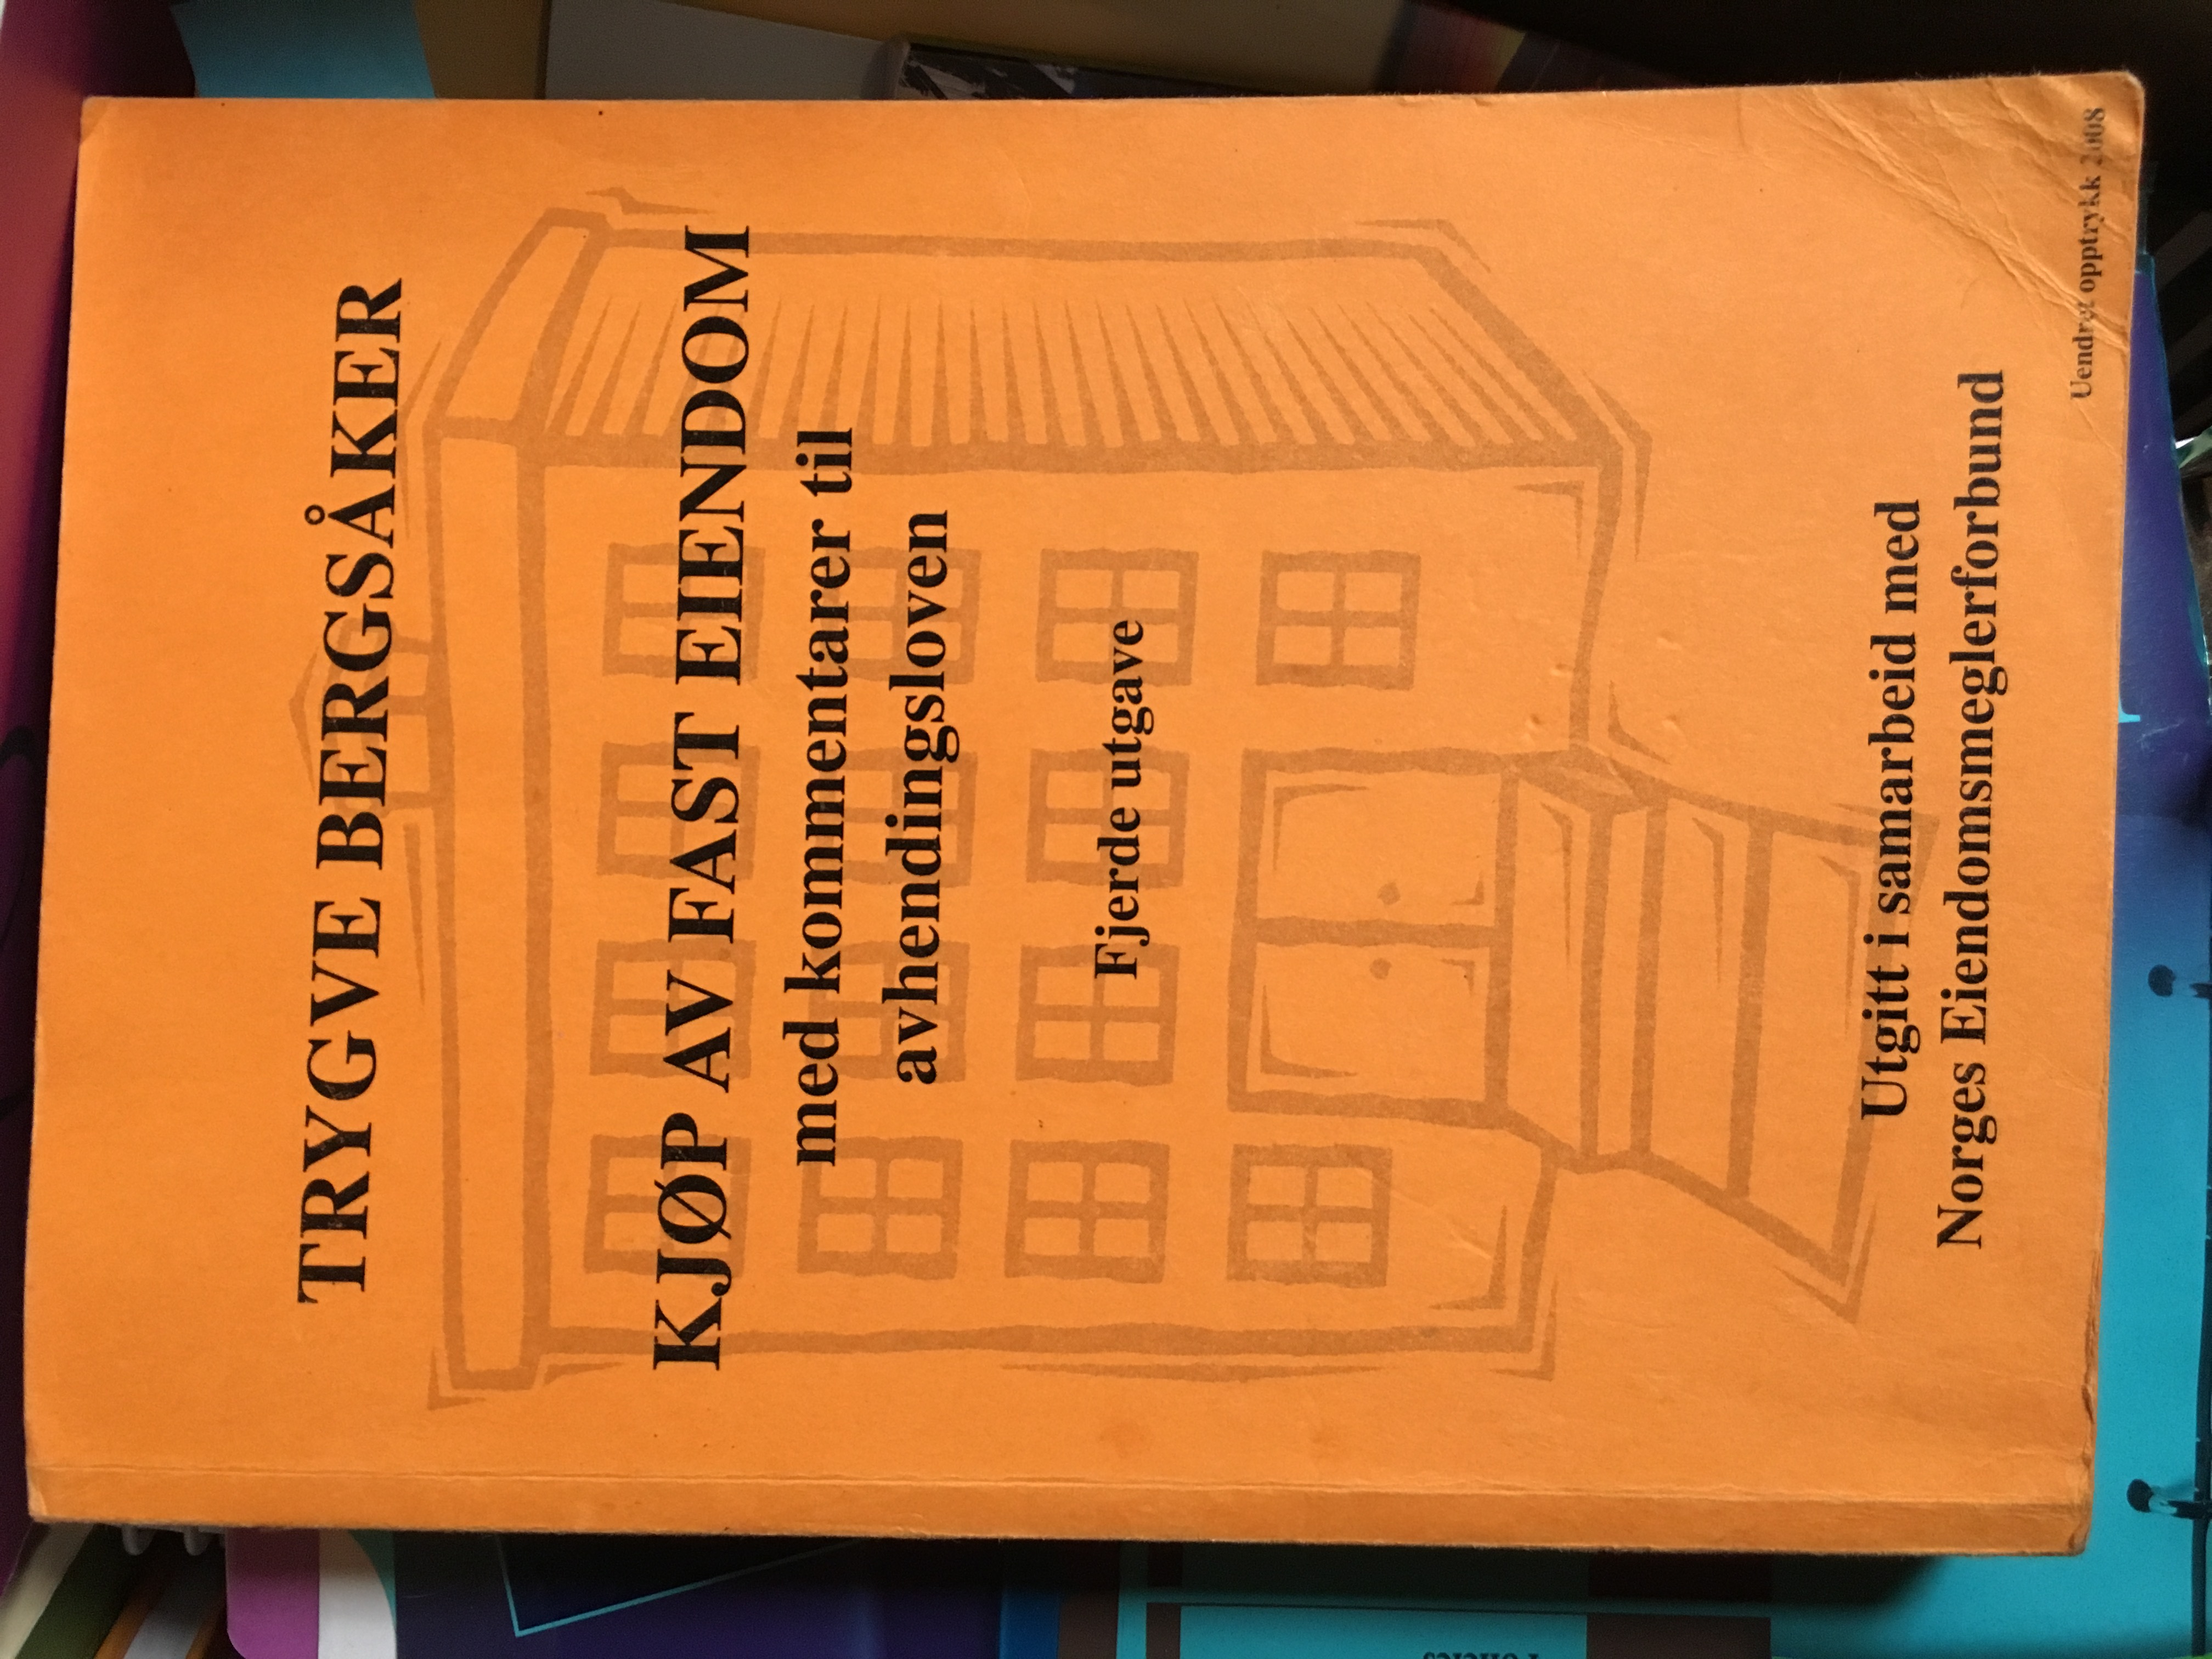 TRYGVE BERGSÅKER
KJØP AV FAST EIENDOM
med kommentarer til
avhendingsloven
Fjerde utgave
Utgitt i samarbeid med
Norges Eiendomsmeglerforbund
Uendret opptrykk 2008